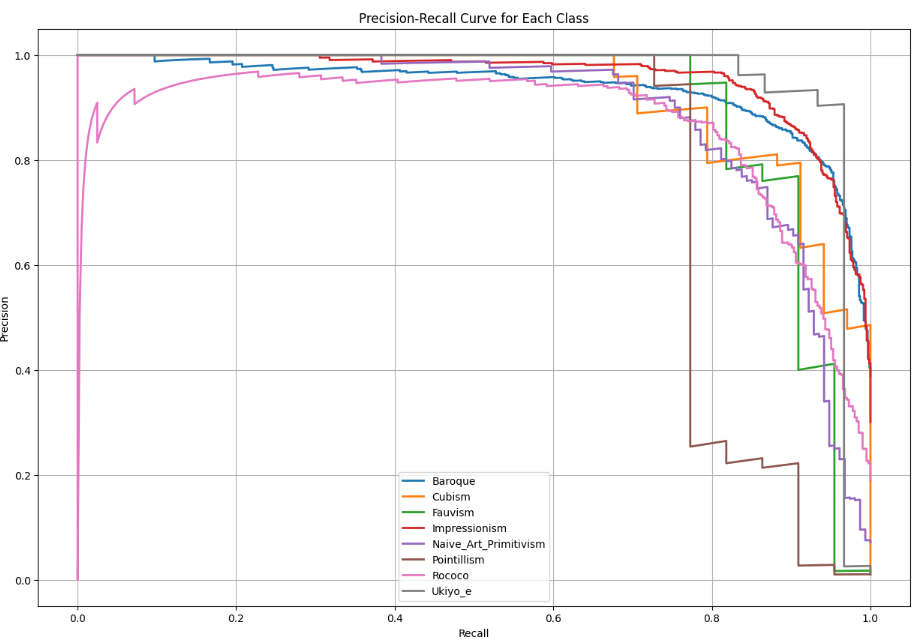 Precision-Recall Curve for Each Class
Precision
1.0
0.8
0.6
0.4
0.2
0.0
Baroque
Cubism
Fauvism
Impressionism
Naive_Art_Primitivism
Pointillism
Rococo
Ukiyo_e
0.0 0.2 0.4 0.6 0.8 1.0
Recall